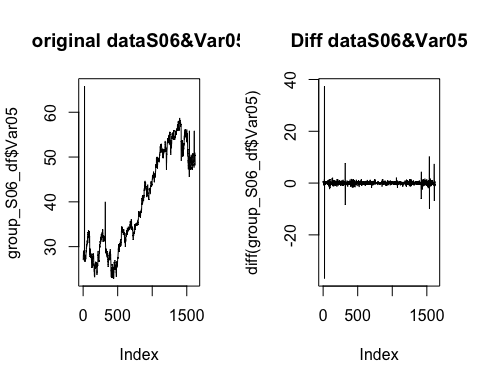 original dataS06&Var05
group_S06_df$Var05
30
40
50
60
0
500
1500
Index
Diff dataS06&Var05
diff(group_S06_df$Var05)
-20
0
20
40
0
500
1500
Index